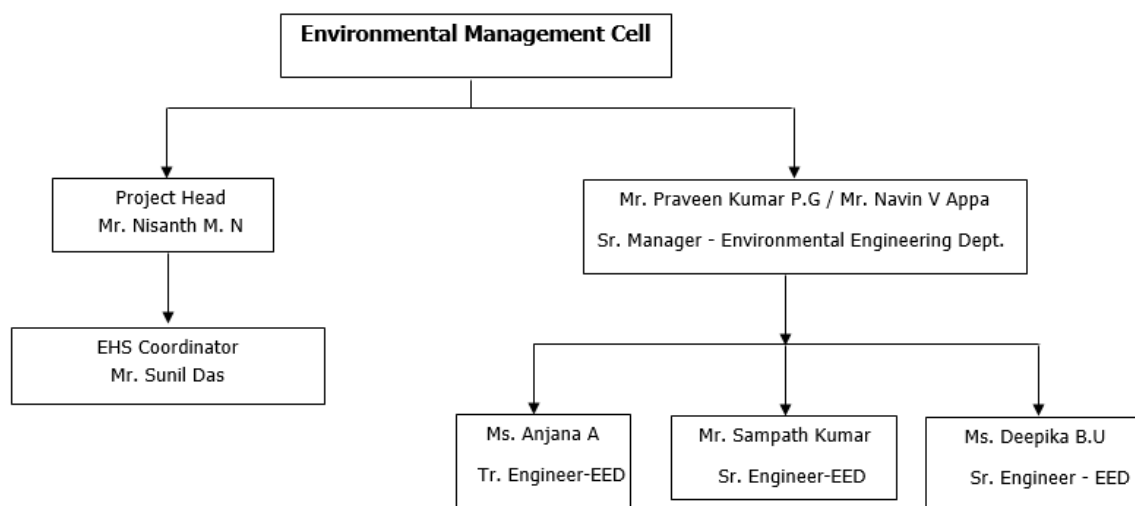 Environmental Management Cell
Project Head
Mr. Nisanth M. N
Mr. Praveen Kumar P.G / Mr. Navin V Appa
Sr. Manager - Environmental Engineering Dept.
EHS Coordinator
Mr. Sunil Das
Ms. Anjana A
Tr. Engineer-EED
Mr. Sampath Kumar
Sr. Engineer-EED
Ms. Deepika B.U
Sr. Engineer - EED